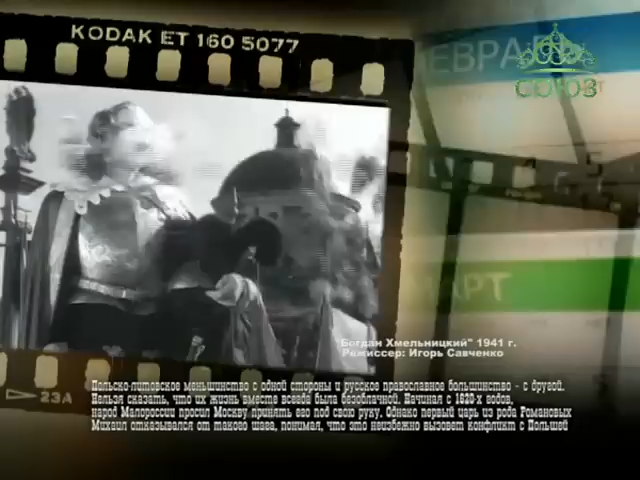 KODAK ET 160 5077
ЕВРАЛЬ
СОЮЗ
МАРТ
Богдан Хмельницкий" 1941 г.
Режиссер: Игорь Савченко
23A
Польско-литовское меньшинство с одной стороны и русское православное большинство - с другой.
Нельзя сказать, что их жизнь вместе всегда была безоблачной. Начиная с 1620-х годов,
народ Малороссии просил Москву принять его под свою руку. Однако первый царь из рода Романовых
Михаил отказывался от такого шага, понимая, что это неизбежно вызовет конфликт с Польшей